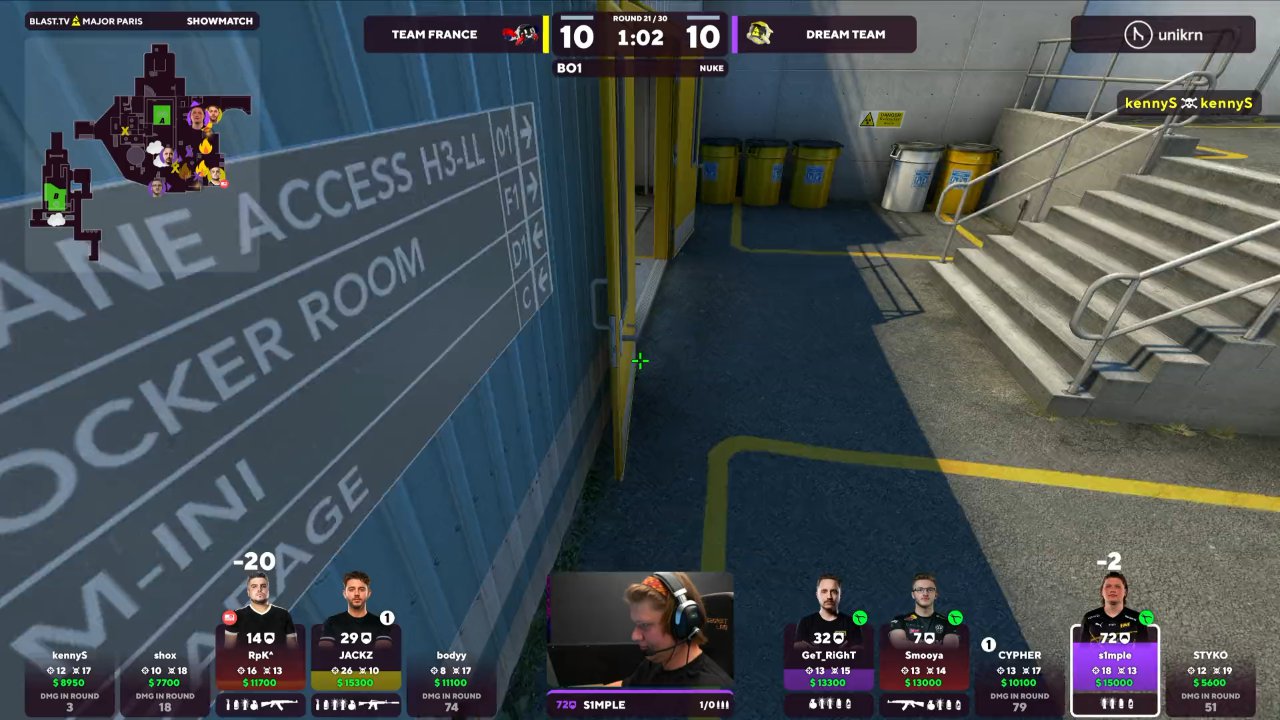 BLAST.TV MAJOR PARIS SHOWMATCH
TEAM FRANCE
10
ROUND 21 / 30
1:02
10
DREAM TEAM
BO1
NUKE
unikrn
kennyS kennyS
DANGER
A
B
ANE ACCESS H3-LL 01
OCKER ROOM F1
M-INI D1
C
-20
-2
1
1
14
29
32
7
72
kennyS
12 17
$ 8950
DMG IN ROUND
3
shox
10 18
$ 7700
DMG IN ROUND
18
RpK^
16 13
$ 11700
JACKZ
26 10
$ 15300
bodyy
8 17
$ 11100
DMG IN ROUND
74
72 S1MPLE 1/0
GeT_RiGhT
13 15
$ 13300
Smooya
13 14
$ 13000
CYPHER
13 17
$ 10100
DMG IN ROUND
79
s1mple
18 13
$ 15000
STYKO
12 19
$ 5600
DMG IN ROUND
51